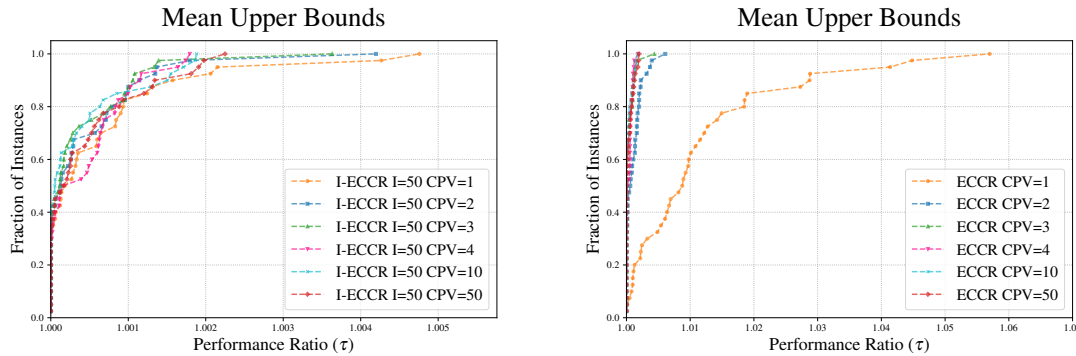 Mean Upper Bounds
1.0
0.8
0.6
0.4
0.2
0.0
Fraction of Instances
I-ECCR I=50 CPV=1
I-ECCR I=50 CPV=2
I-ECCR I=50 CPV=3
I-ECCR I=50 CPV=4
I-ECCR I=50 CPV=10
I-ECCR I=50 CPV=50
1.000 1.001 1.002 1.003 1.004 1.005
Performance Ratio (τ)
Mean Upper Bounds
1.0
0.8
0.6
0.4
0.2
0.0
Fraction of Instances
ECCR CPV=1
ECCR CPV=2
ECCR CPV=3
ECCR CPV=4
ECCR CPV=10
ECCR CPV=50
1.00 1.01 1.02 1.03 1.04 1.05 1.06 1.0
Performance Ratio (τ)